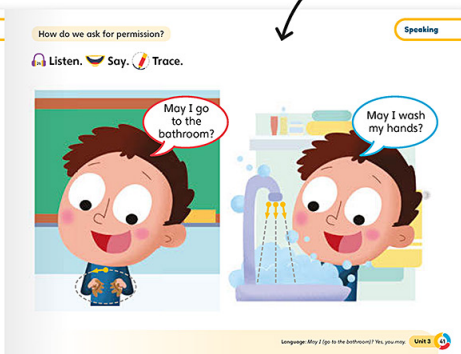 How do we ask for permission?
Speaking
Listen. Say. Trace.
May I go
to the
bathroom?
May I wash
my hands?
Language: May I (go to the bathroom)? Yes, you may.
Unit 3
41